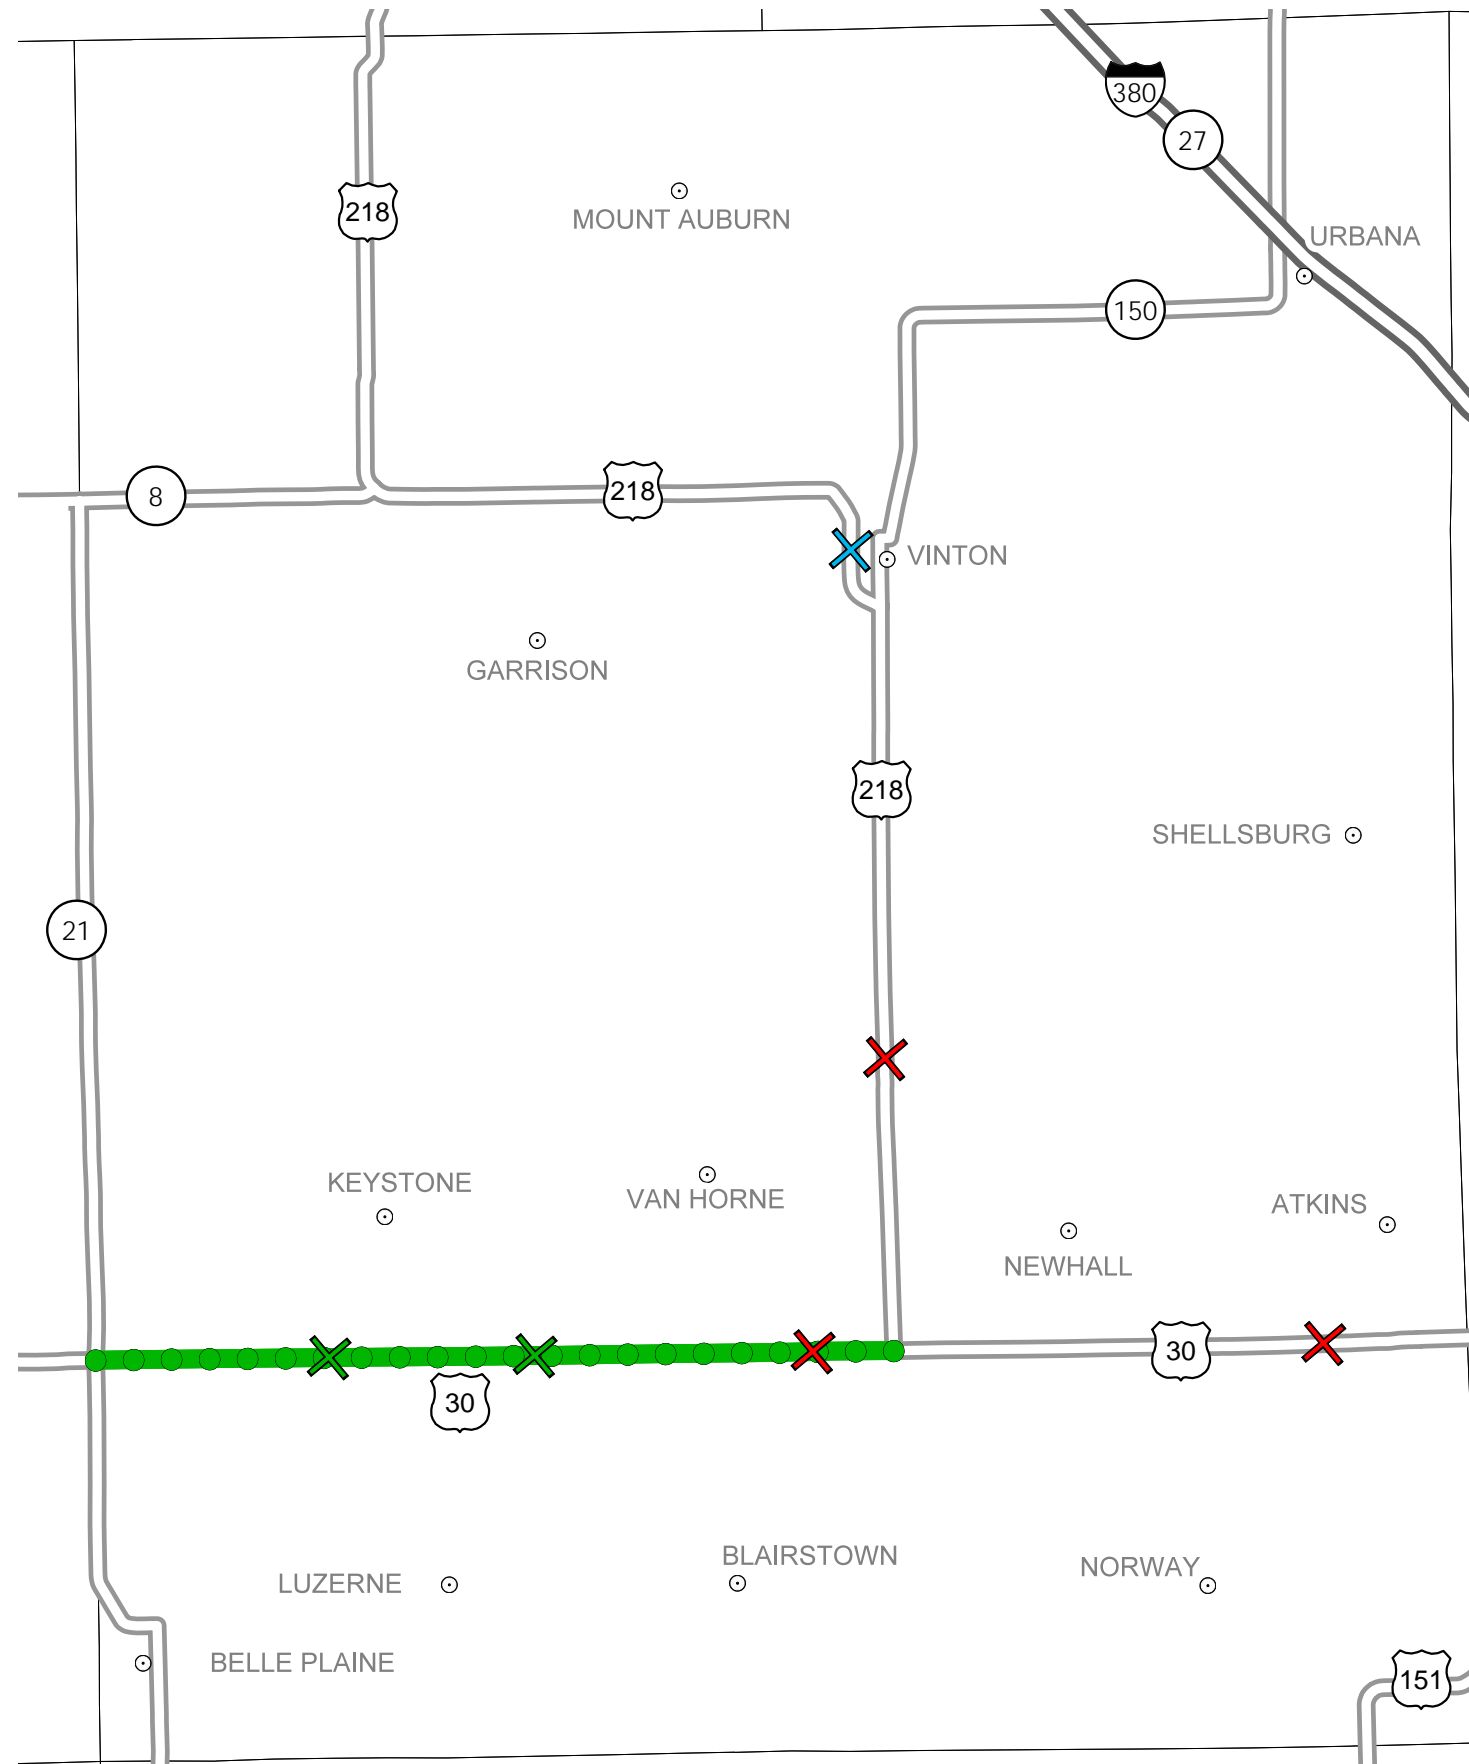 380
27
218
MOUNT AUBURN
URBANA
150
8
218
VINTON
GARRISON
218
SHELLSBURG
21
KEYSTONE
VAN HORNE
ATKINS
NEWHALL
30
30
BLAIRSTOWN
NORWAY
LUZERNE
BELLE PLAINE
151